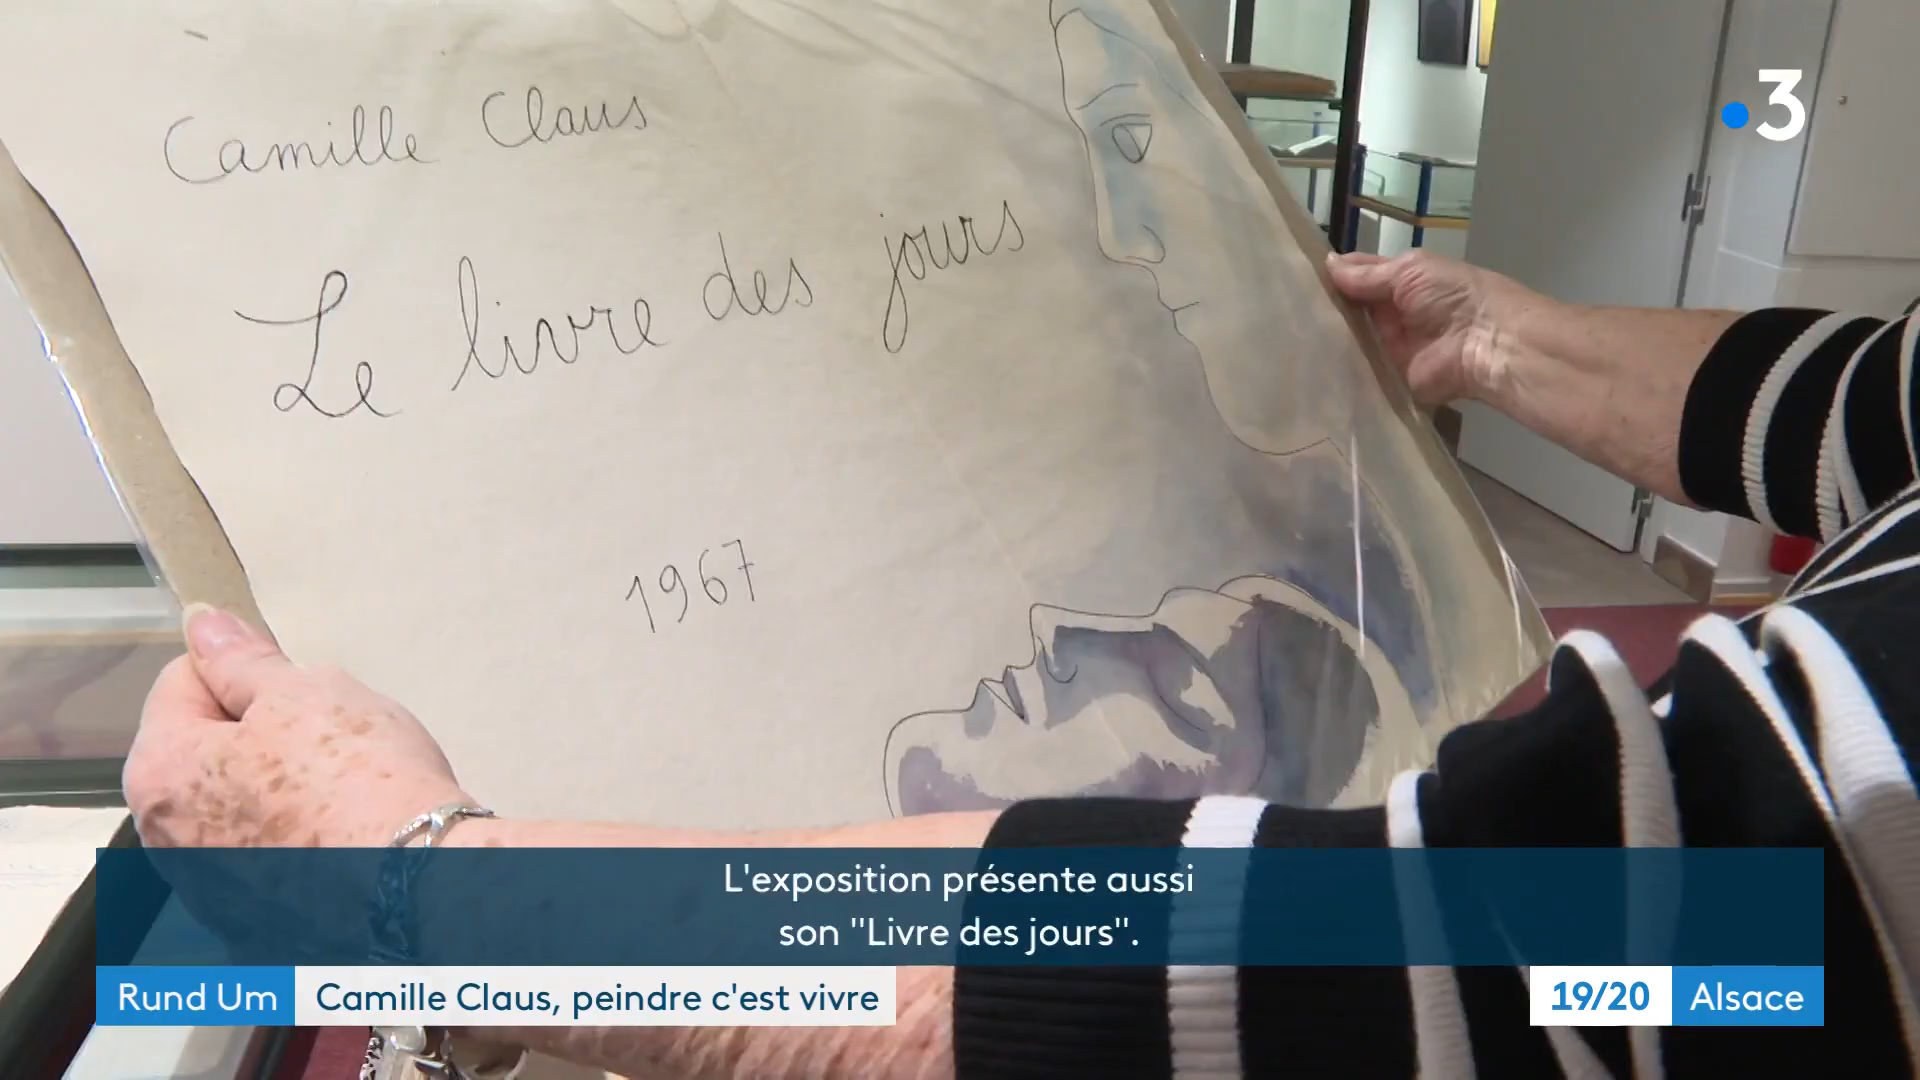 Camille Claus
Le livre des jours
1967
3
L'exposition présente aussi
son "Livre des jours".
Rund Um
Camille Claus, peindre c'est vivre
19/20
Alsace